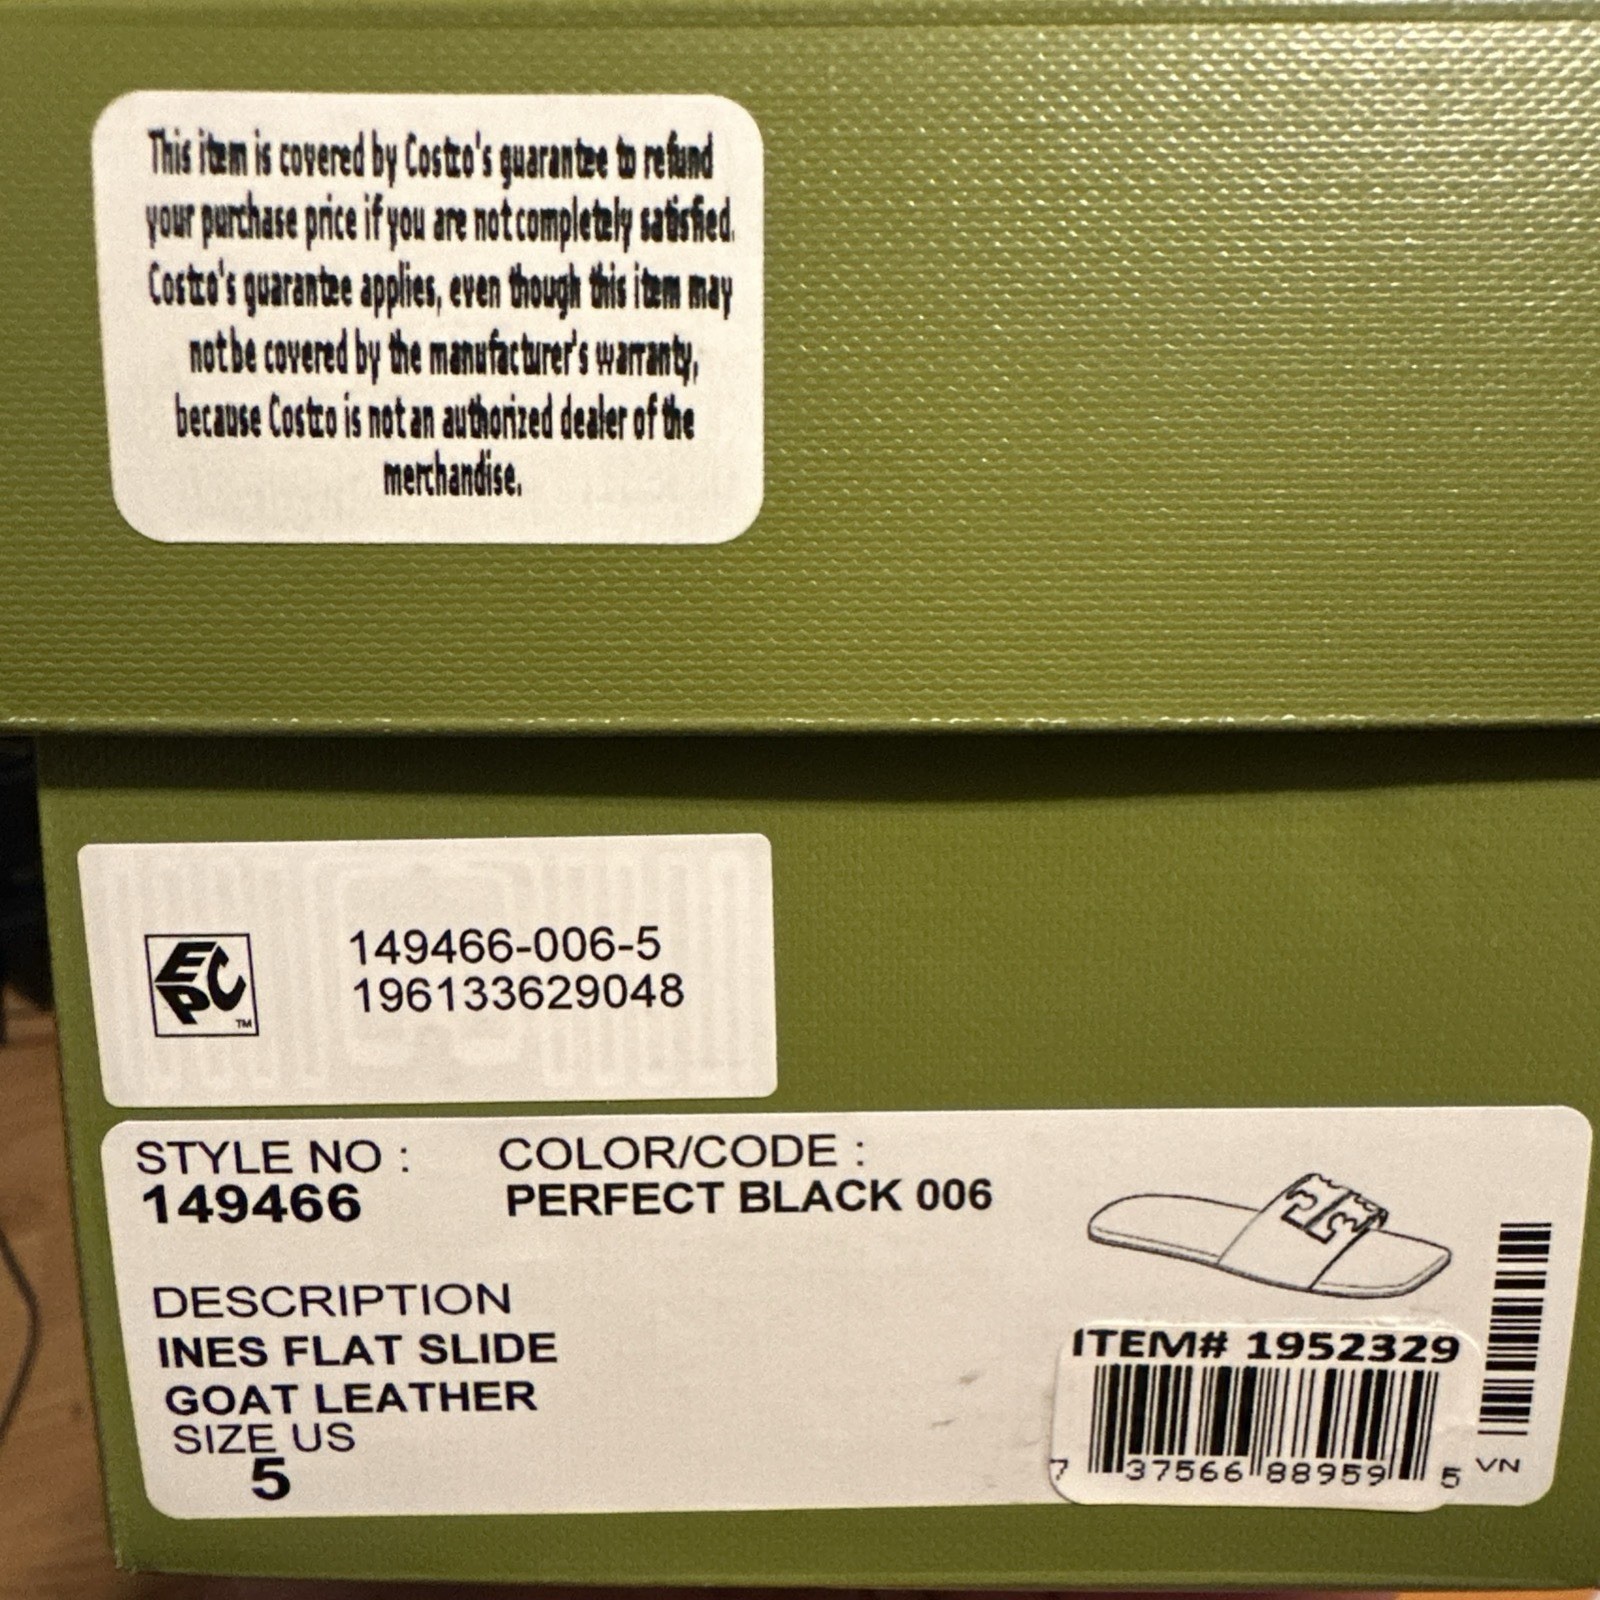 This item is covered by Costco's guarantee to refund
your purchase price if you are not completely satisfied.
Costco's guarantee applies, even though this item may
not be covered by the manufacturer's warranty,
because Costco is not an authorized dealer of the
merchandise.
EPC
TM
149466-006-5
196133629048
STYLE NO :
149466
COLOR/CODE :
PERFECT BLACK 006
DESCRIPTION
INES FLAT SLIDE
GOAT LEATHER
SIZE US
5
ITEM# 1952329
7 37566 88959 5
VN